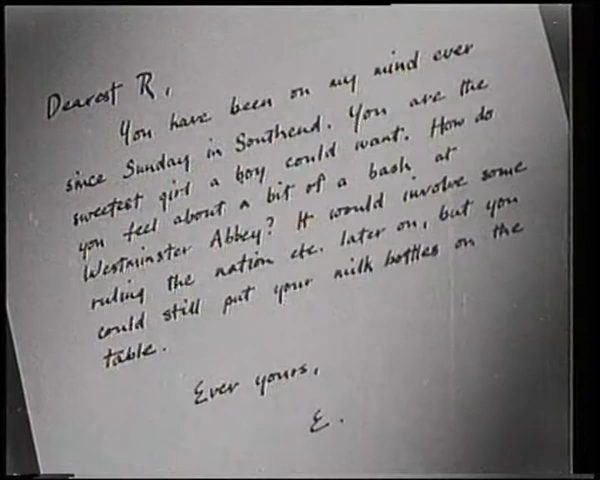 Dearest R,
You have been on my mind ever
since Sunday in Southend. You are the
sweetest girl a boy could want. How do
you feel about a bit of a bash at
Westminster Abbey? It would involve some
ruling the nation etc. later on, but you
could still put your milk bottles on the
table.
Ever yours,
E.